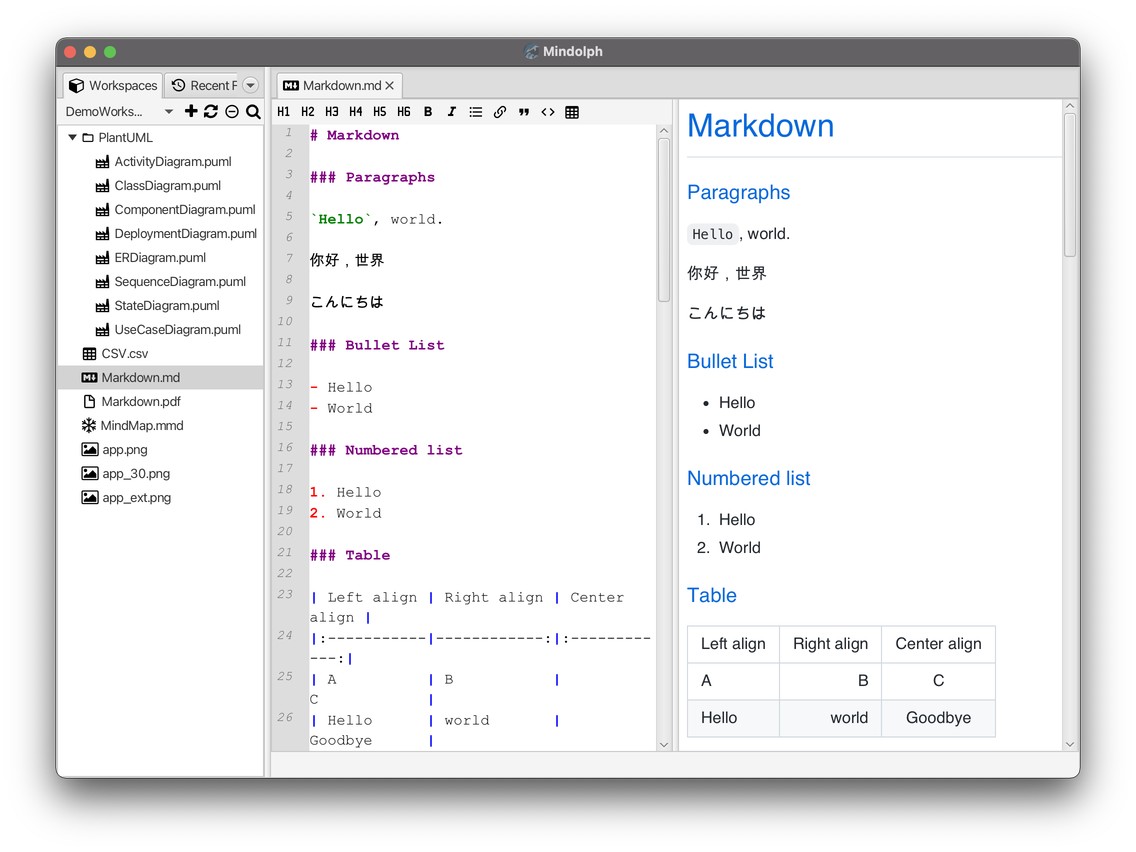 Mindolph
Workspaces
Recent F
DemoWorks...
PlantUML
ActivityDiagram.puml
ClassDiagram.puml
ComponentDiagram.puml
DeploymentDiagram.puml
ERDiagram.puml
SequenceDiagram.puml
StateDiagram.puml
UseCaseDiagram.puml
CSV.csv
Markdown.md
Markdown.pdf
MindMap.mmd
app.png
app_30.png
app_ext.png
Markdown.md
H1 H2 H3 H4 H5 H6 B I
1 # Markdown
2
3 ### Paragraphs
4
5 `Hello`, world.
6
7 你好，世界
8
9 こんにちは
10
11 ### Bullet List
12
13 - Hello
14 - World
15
16 ### Numbered list
17
18 1. Hello
19 2. World
20
21 ### Table
22
23 | Left align | Right align | Center
align |
24 |:-----------|------------:|:----------
---:|
25 | A | B |
C |
26 | Hello | world |
Goodbye |
Markdown
Paragraphs
Hello, world.
你好，世界
こんにちは
Bullet List
• Hello
• World
Numbered list
1. Hello
2. World
Table
Left align Right align Center align
A B C
Hello world Goodbye